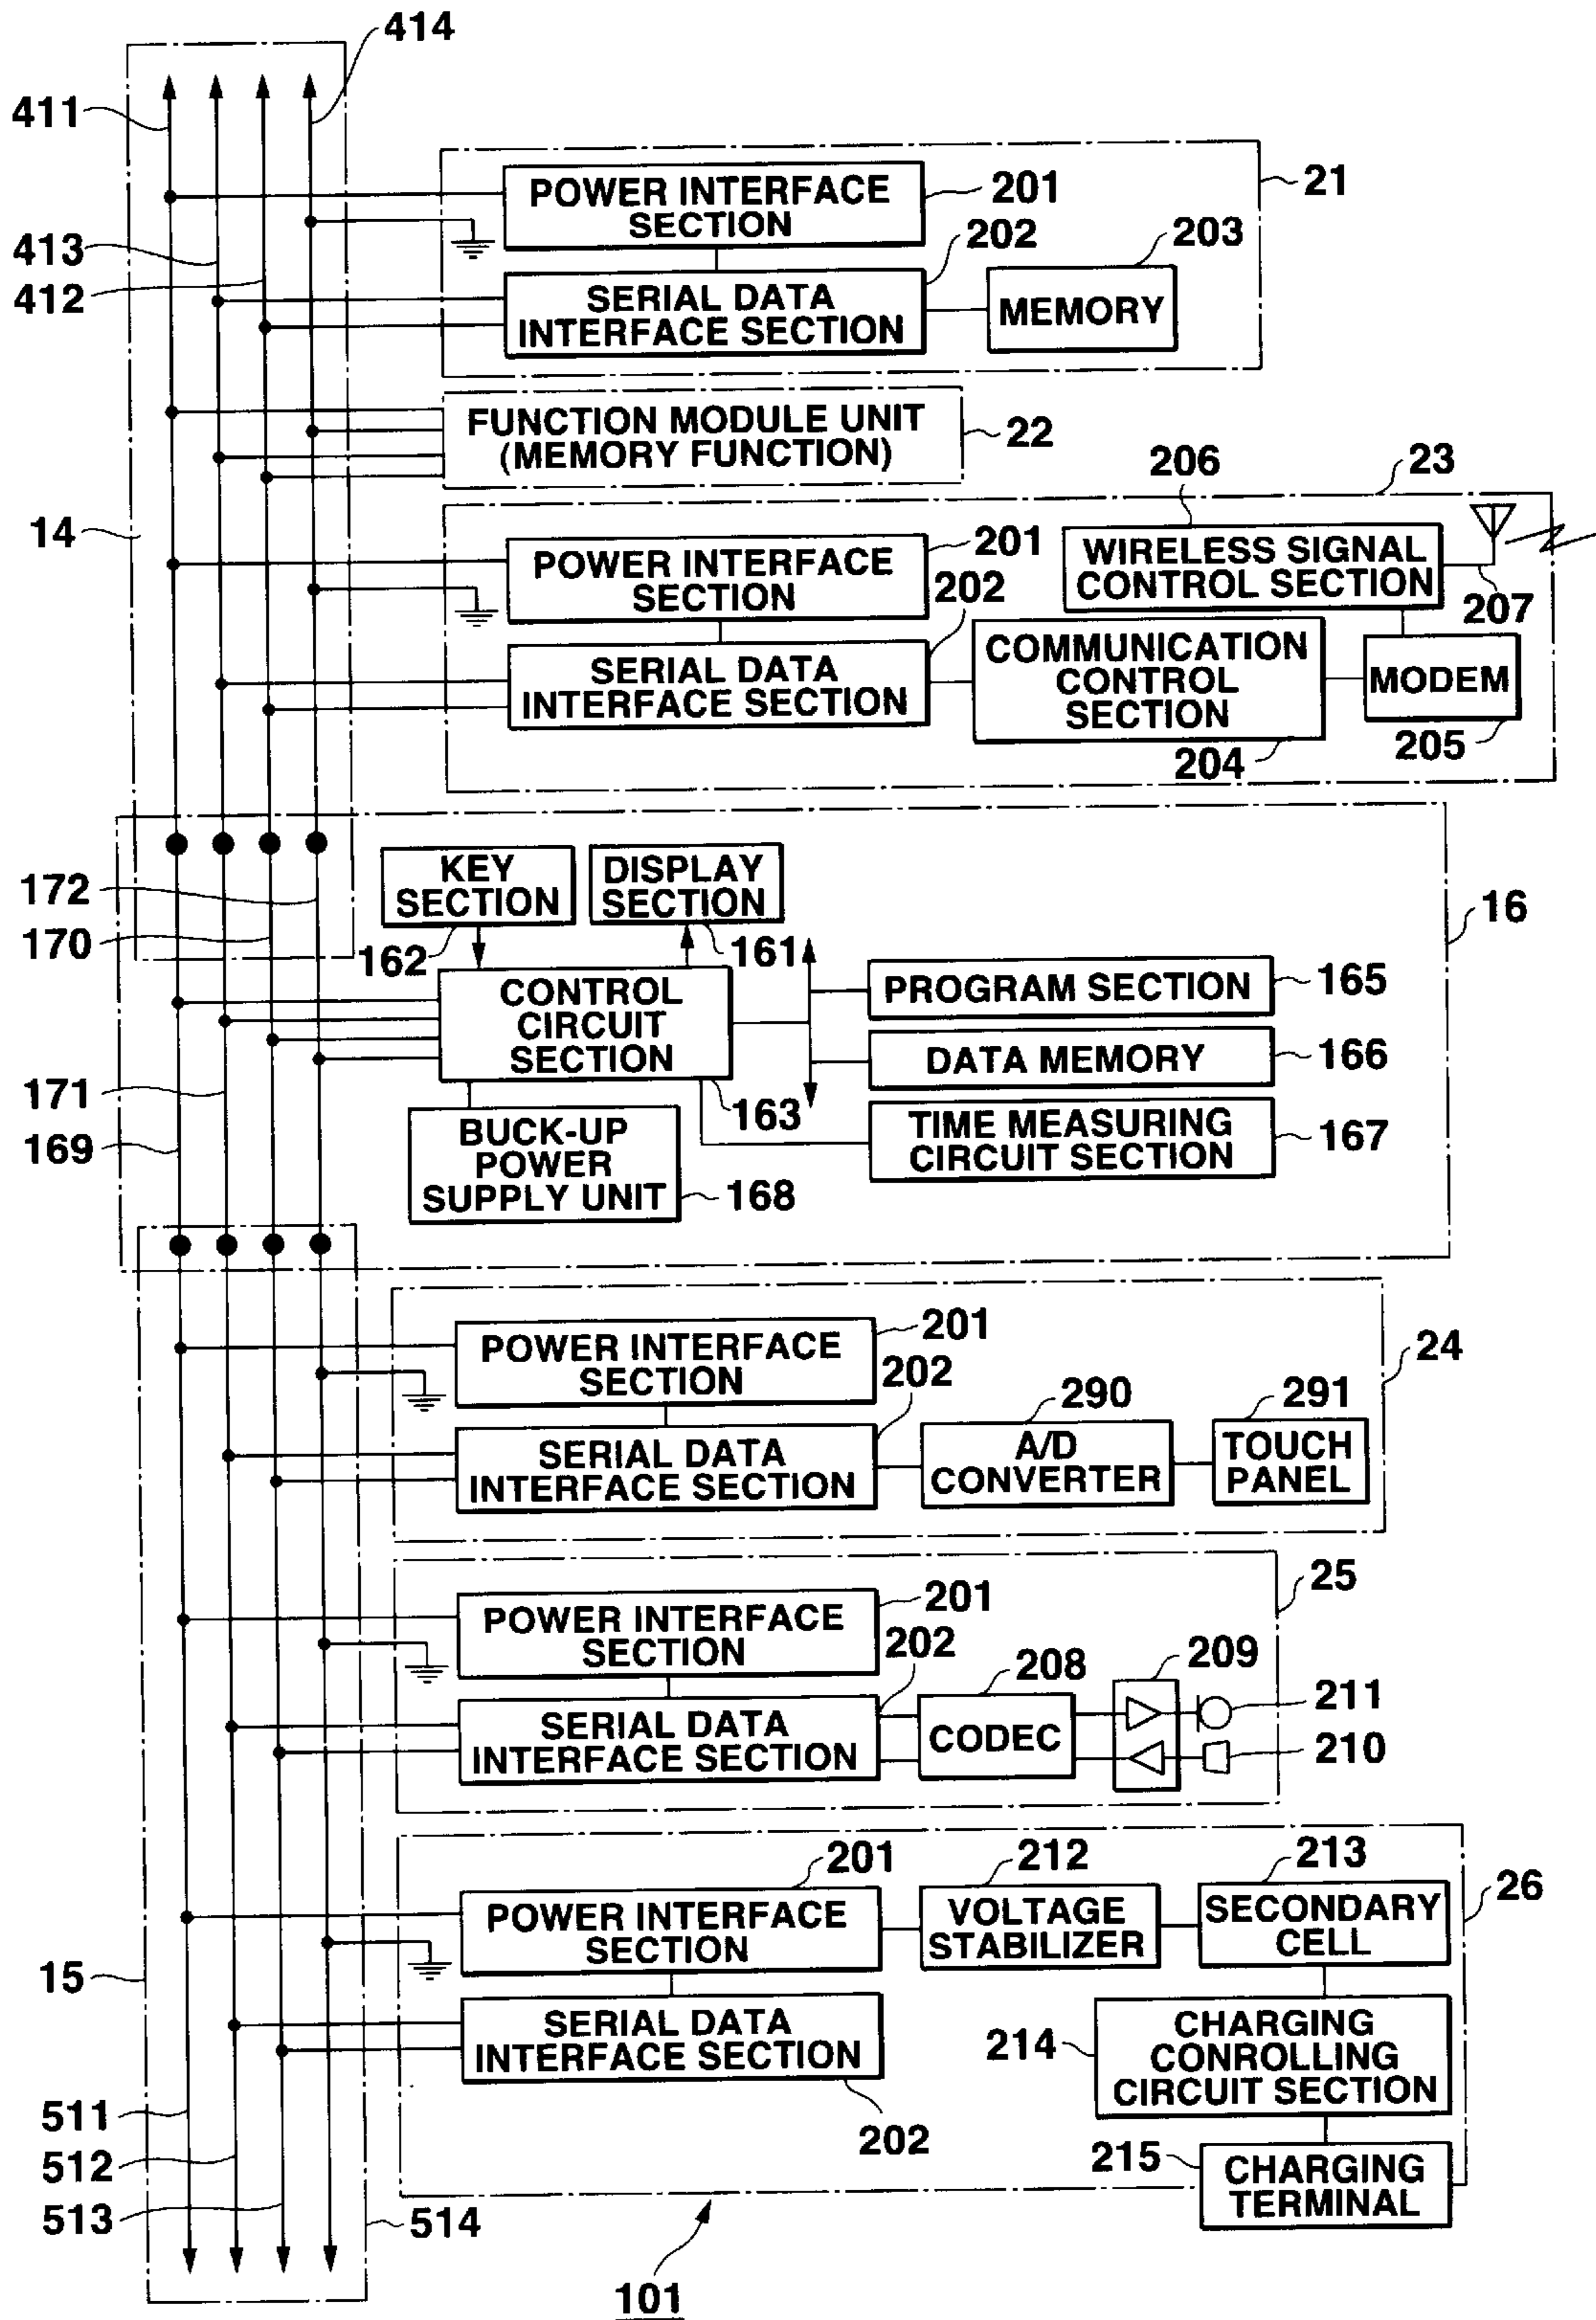 414
411
POWER INTERFACE
SECTION
201
21
413
412
202
203
SERIAL DATA
INTERFACE SECTION
MEMORY
FUNCTION MODULE UNIT
(MEMORY FUNCTION)
22
206
23
14
POWER INTERFACE
SECTION
201
WIRELESS SIGNAL
CONTROL SECTION
202
207
SERIAL DATA
INTERFACE SECTION
COMMUNICATION
CONTROL
SECTION
MODEM
204
205
172
170
KEY
SECTION
DISPLAY
SECTION
16
162
161
CONTROL
CIRCUIT
SECTION
PROGRAM SECTION
165
DATA MEMORY
166
171
169
163
BUCK-UP
POWER
SUPPLY UNIT
168
TIME MEASURING
CIRCUIT SECTION
167
POWER INTERFACE
SECTION
201
24
202
290
291
SERIAL DATA
INTERFACE SECTION
A/D
CONVERTER
TOUCH
PANEL
25
POWER INTERFACE
SECTION
201
202
208
209
SERIAL DATA
INTERFACE SECTION
CODEC
211
210
201
212
213
26
POWER INTERFACE
SECTION
VOLTAGE
STABILIZER
SECONDARY
CELL
15
SERIAL DATA
INTERFACE SECTION
214
CHARGING
CONROLLING
CIRCUIT SECTION
511
512
513
202
215
CHARGING
TERMINAL
514
101